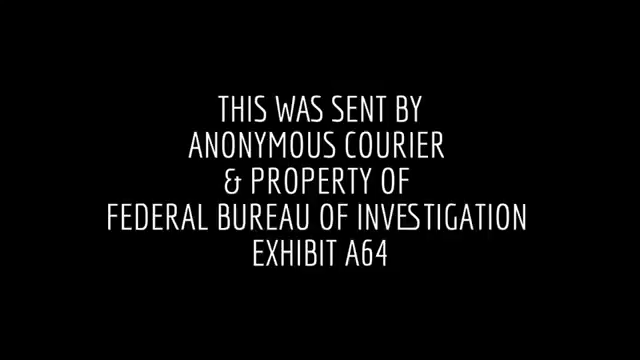 THIS WAS SENT BY
ANONYMOUS COURIER
& PROPERTY OF
FEDERAL BUREAU OF INVESTIGATION
EXHIBIT A64